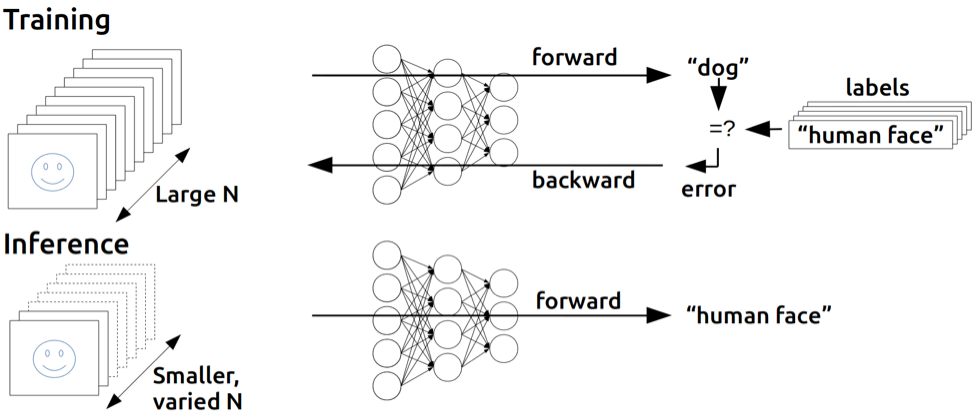 Training
forward
“dog”
labels
=?
“human face”
backward
error
Large N
Inference
forward
“human face”
Smaller,
varied N